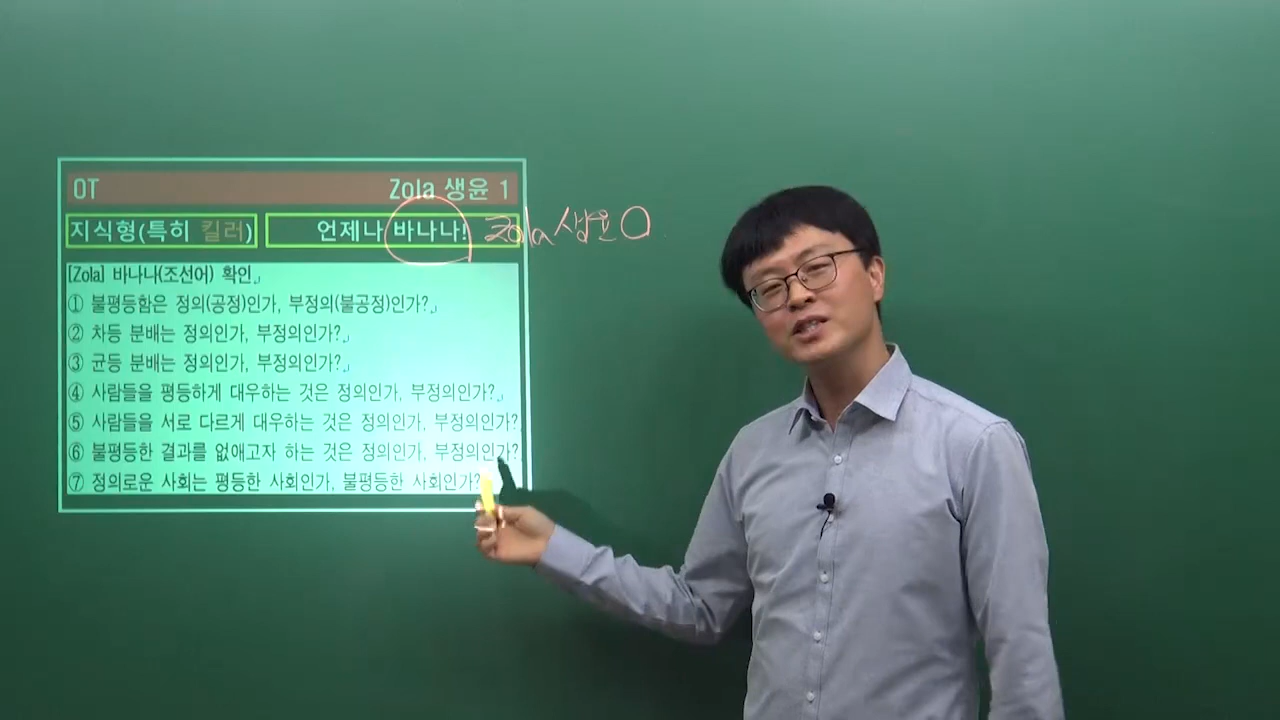 OT Zola 생윤 1
지식형(특히 킬러) 언제나 바나나! Zola 생윤 0
[Zola] 바나나(조선어) 확인
① 불평등함은 정의(공정)인가, 부정의(불공정)인가?
② 차등 분배는 정의인가, 부정의인가?
③ 균등 분배는 정의인가, 부정의인가?
④ 사람들을 평등하게 대우하는 것은 정의인가, 부정의인가?
⑤ 사람들을 서로 다르게 대우하는 것은 정의인가, 부정의인가?
⑥ 불평등한 결과를 없애고자 하는 것은 정의인가, 부정의인가?
⑦ 정의로운 사회는 평등한 사회인가, 불평등한 사회인가?